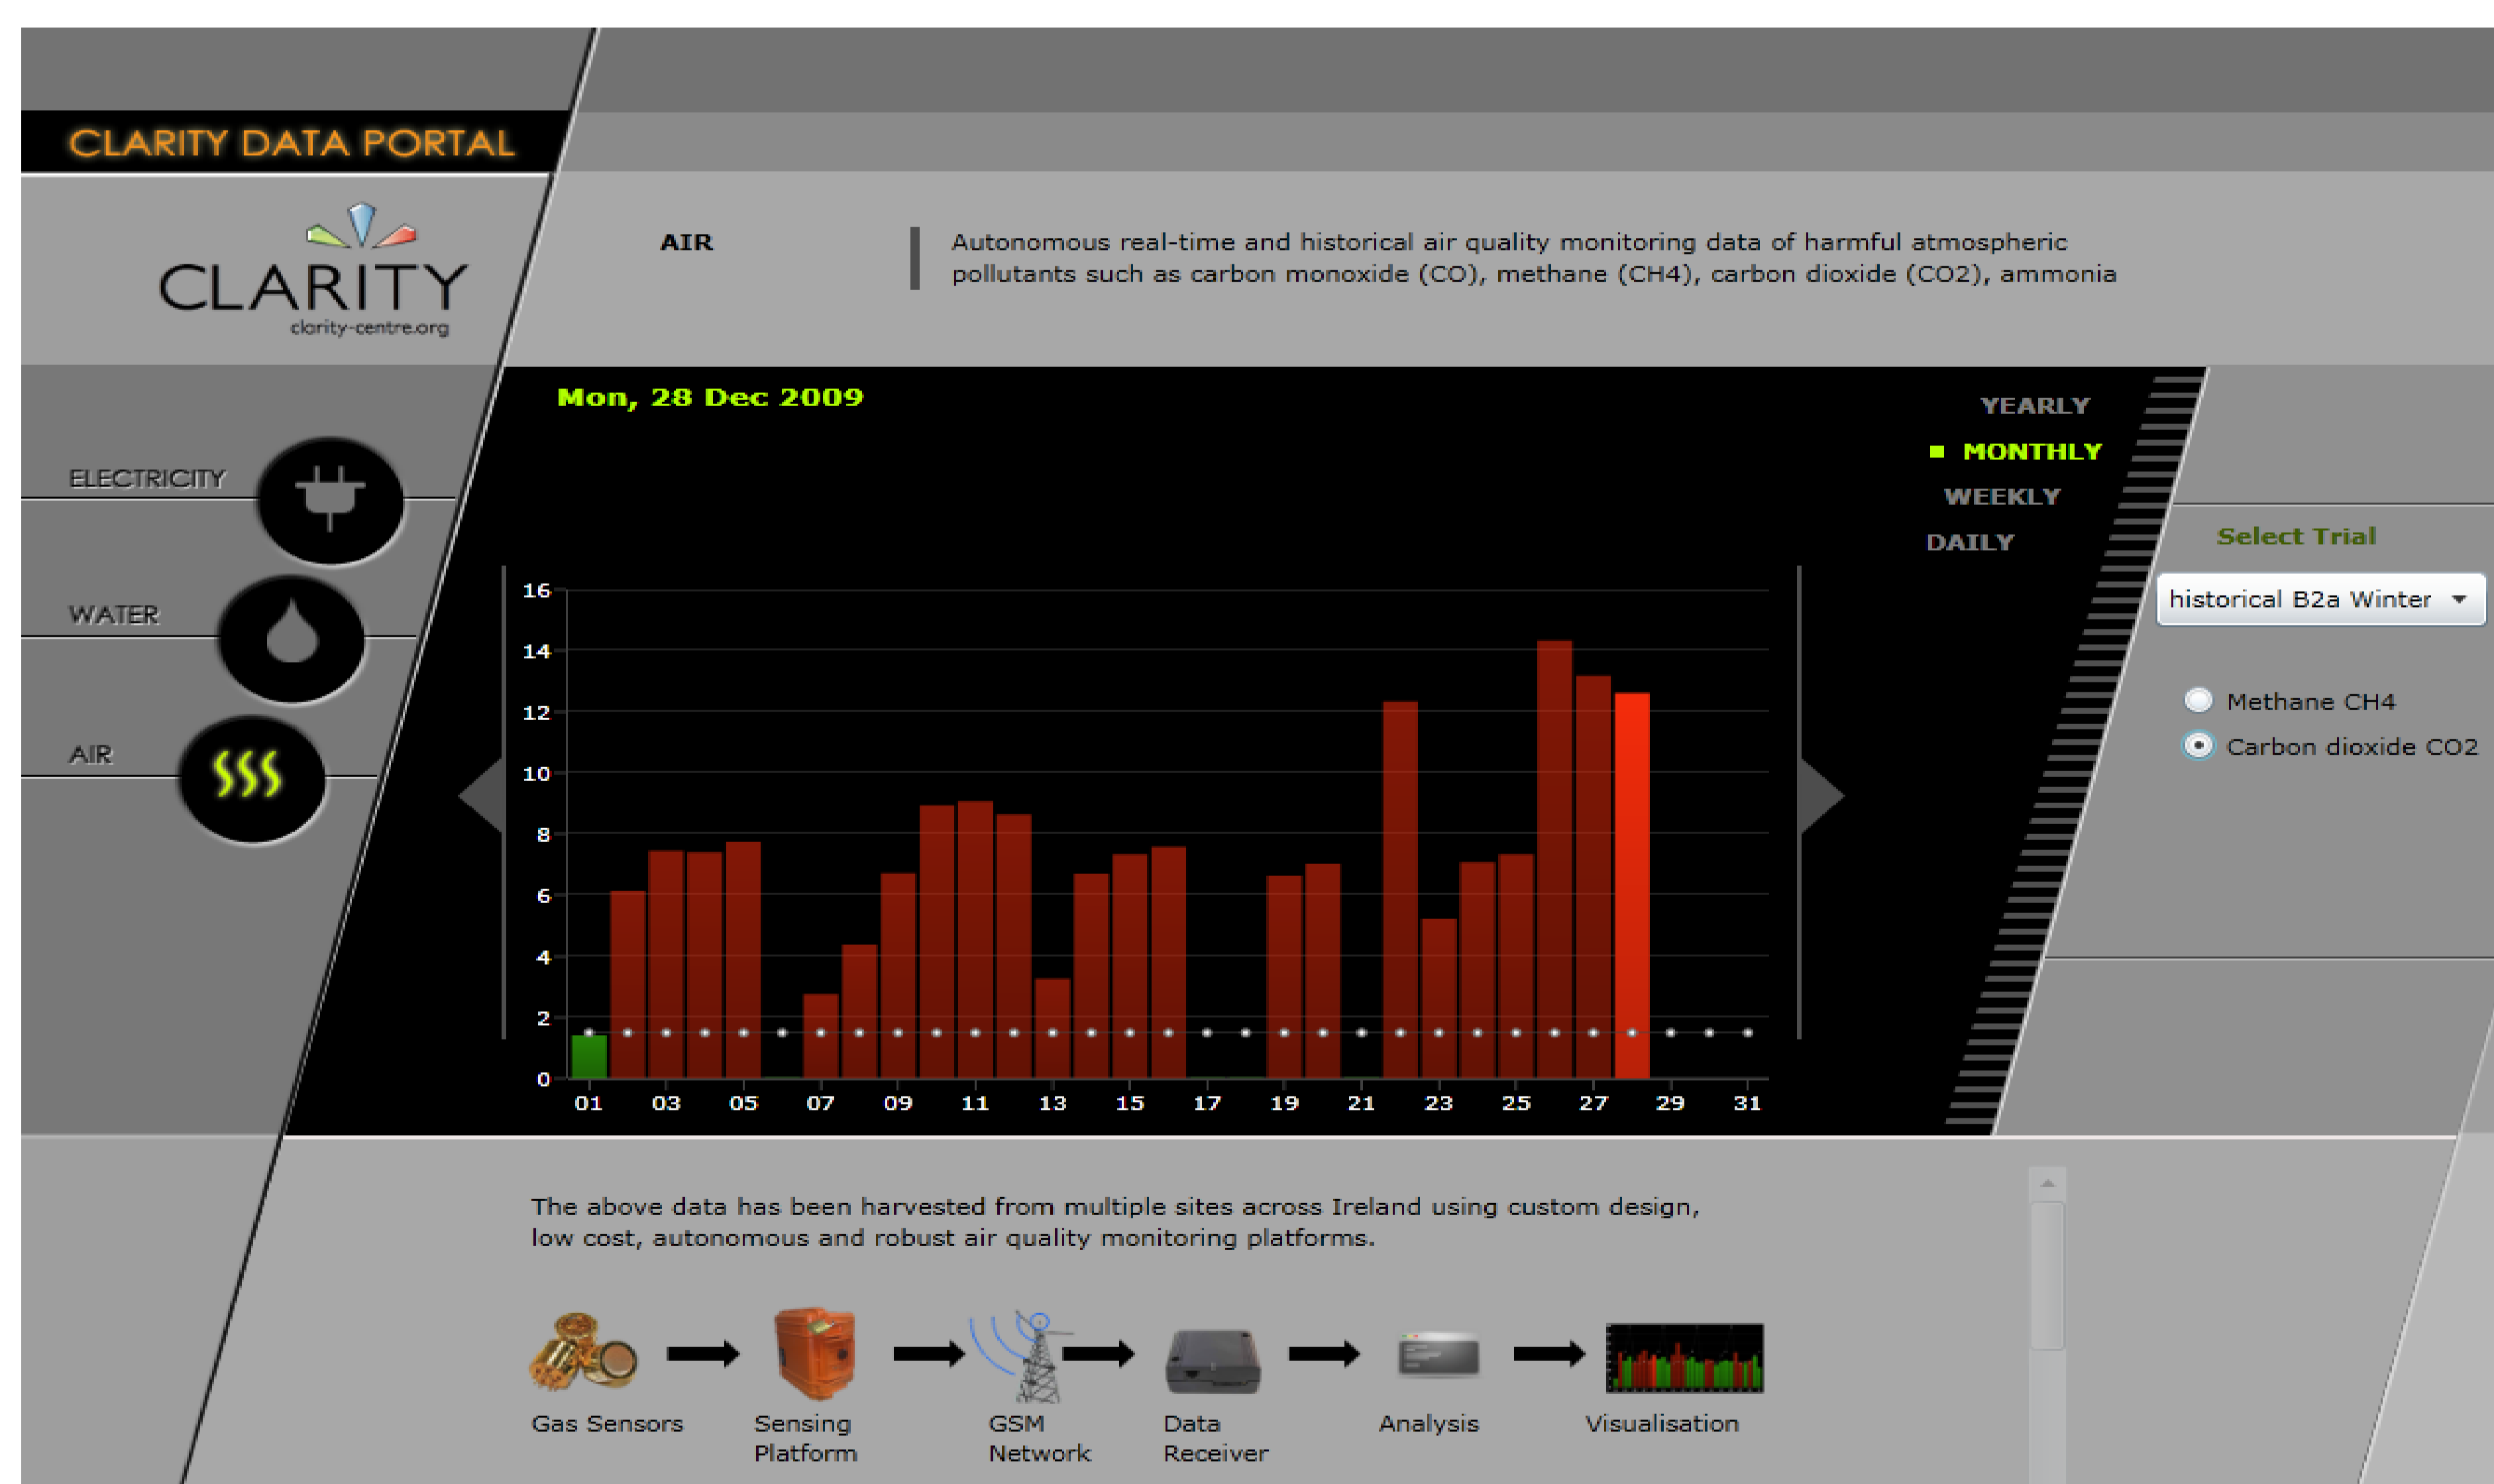 CLARITY DATA PORTAL
CLARITY
clarity-centre.org
AIR
Autonomous real-time and historical air quality monitoring data of harmful atmospheric
pollutants such as carbon monoxide (CO), methane (CH4), carbon dioxide (CO2), ammonia
ELECTRICITY
WATER
AIR
Mon, 28 Dec 2009
YEARLY
MONTHLY
WEEKLY
DAILY
16
14
12
10
8
6
4
2
0
01 03 05 07 09 11 13 15 17 19 21 23 25 27 29 31
Select Trial
historical B2a Winter
Methane CH4
Carbon dioxide CO2
The above data has been harvested from multiple sites across Ireland using custom design,
low cost, autonomous and robust air quality monitoring platforms.
Gas Sensors
Sensing
Platform
GSM
Network
Data
Receiver
Analysis
Visualisation